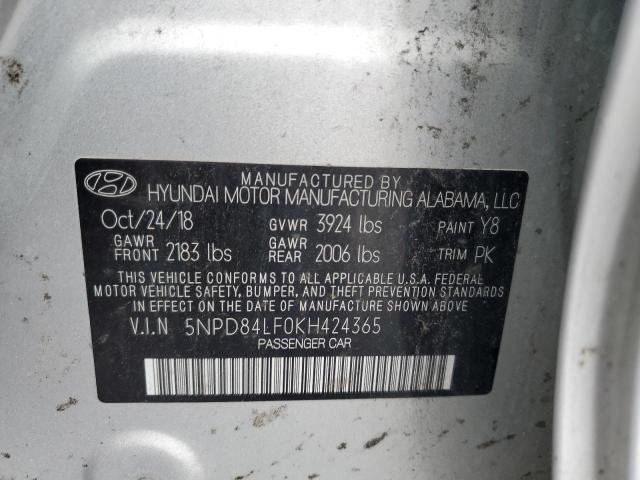 MANUFACTURED BY
HYUNDAI MOTOR MANUFACTURING ALABAMA, LLC
Oct/24/18 GVWR 3924 lbs PAINT Y8
GAWR FRONT 2183 lbs GAWR REAR 2006 lbs TRIM PK
THIS VEHICLE CONFORMS TO ALL APPLICABLE U.S.A. FEDERAL
MOTOR VEHICLE SAFETY, BUMPER, AND THEFT PREVENTION STANDARDS
IN EFFECT ON THE DATE OF MANUFACTURE SHOWN ABOVE.
V.I.N 5NPD84LF0KH424365
PASSENGER CAR